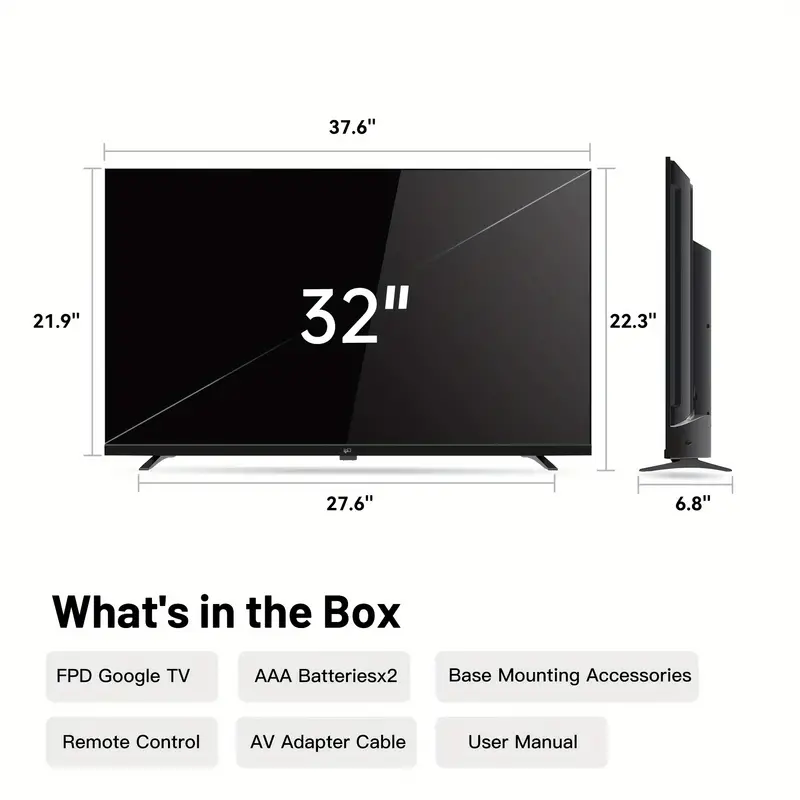 37.6"
21.9"
32"
22.3"
27.6"
6.8"
What's in the Box
FPD Google TV
AAA Batteriesx2
Base Mounting Accessories
Remote Control
AV Adapter Cable
User Manual